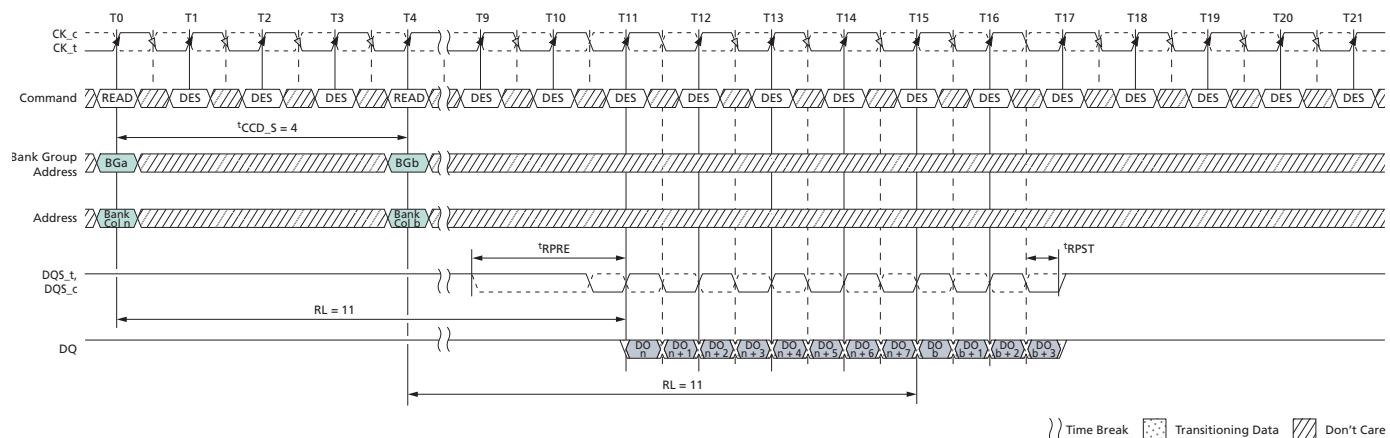 T0 T1 T2 T3 T4 T9 T10 T11 T12 T13 T14 T15 T16 T17 T18 T19 T20 T21
CK_c
CK_t
Command READ DES DES DES READ DES DES DES DES DES DES DES DES DES DES DES DES DES
tCCD_S = 4
Bank Group
Address
BGa BGb
Address
Bank
Col n
Bank
Col b
tRPRE tRPST
DQS_t,
DQS_c
RL = 11
DQ
DO
n
DO
n + 1
DO
n + 2
DO
n + 3
DO
n + 4
DO
n + 5
DO
n + 6
DO
n + 7
DO
b
DO
b + 1
DO
b + 2
DO
b + 3
RL = 11
Time Break Transitioning Data Don't Care